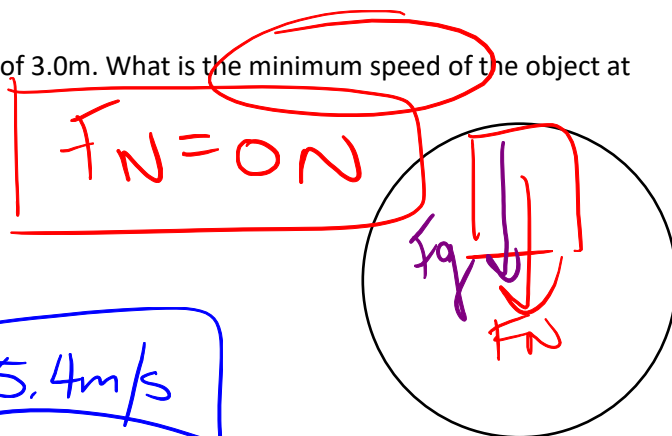 of 3.0m. What is the minimum speed of the object at
FN = 0N
Fg
FN
5.4m/s